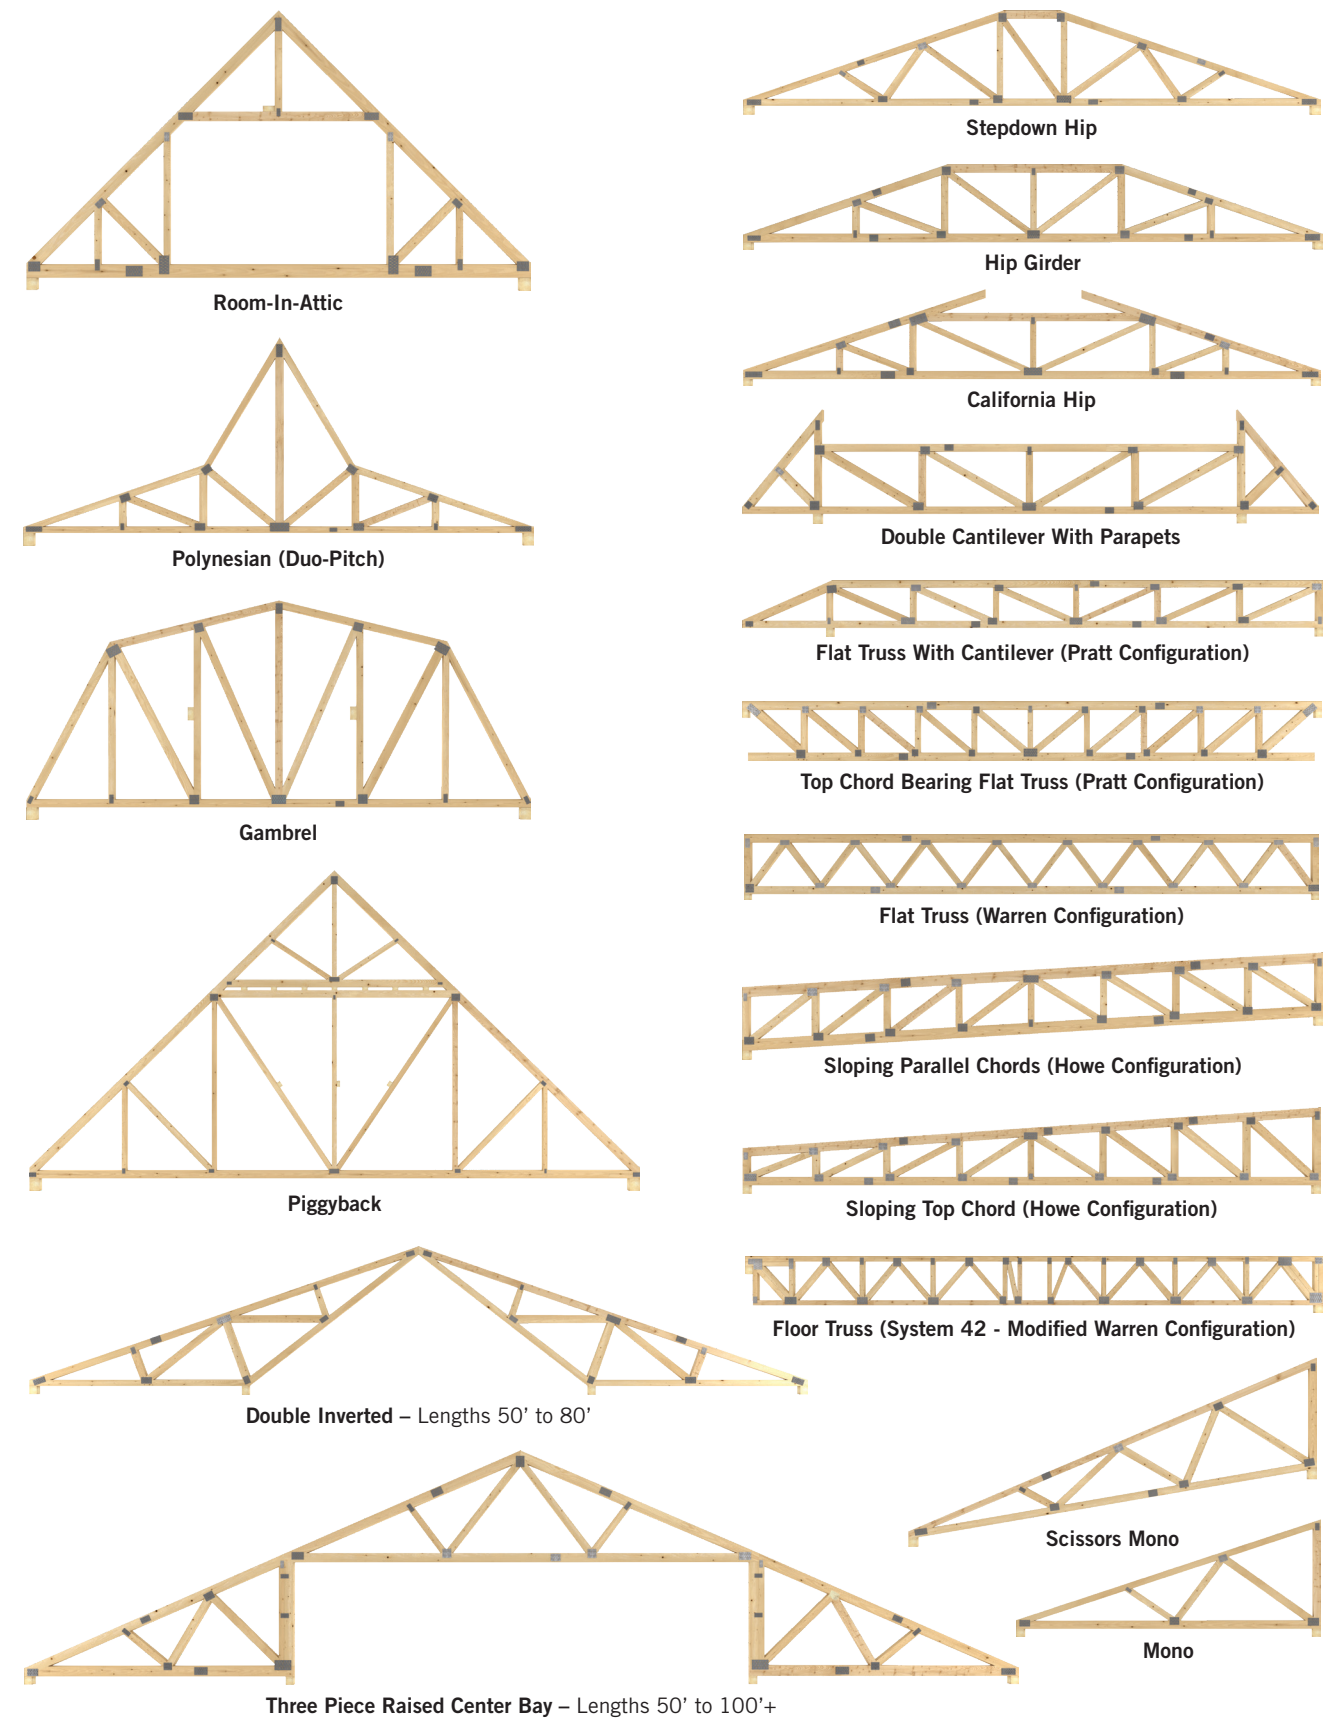 Room-In-Attic
Polynesian (Duo-Pitch)
Gambrel
Piggyback
Double Inverted – Lengths 50’ to 80’
Three Piece Raised Center Bay – Lengths 50’ to 100’+
Stepdown Hip
Hip Girder
California Hip
Double Cantilever With Parapets
Flat Truss With Cantilever (Pratt Configuration)
Top Chord Bearing Flat Truss (Pratt Configuration)
Flat Truss (Warren Configuration)
Sloping Parallel Chords (Howe Configuration)
Sloping Top Chord (Howe Configuration)
Floor Truss (System 42 - Modified Warren Configuration)
Scissors Mono
Mono